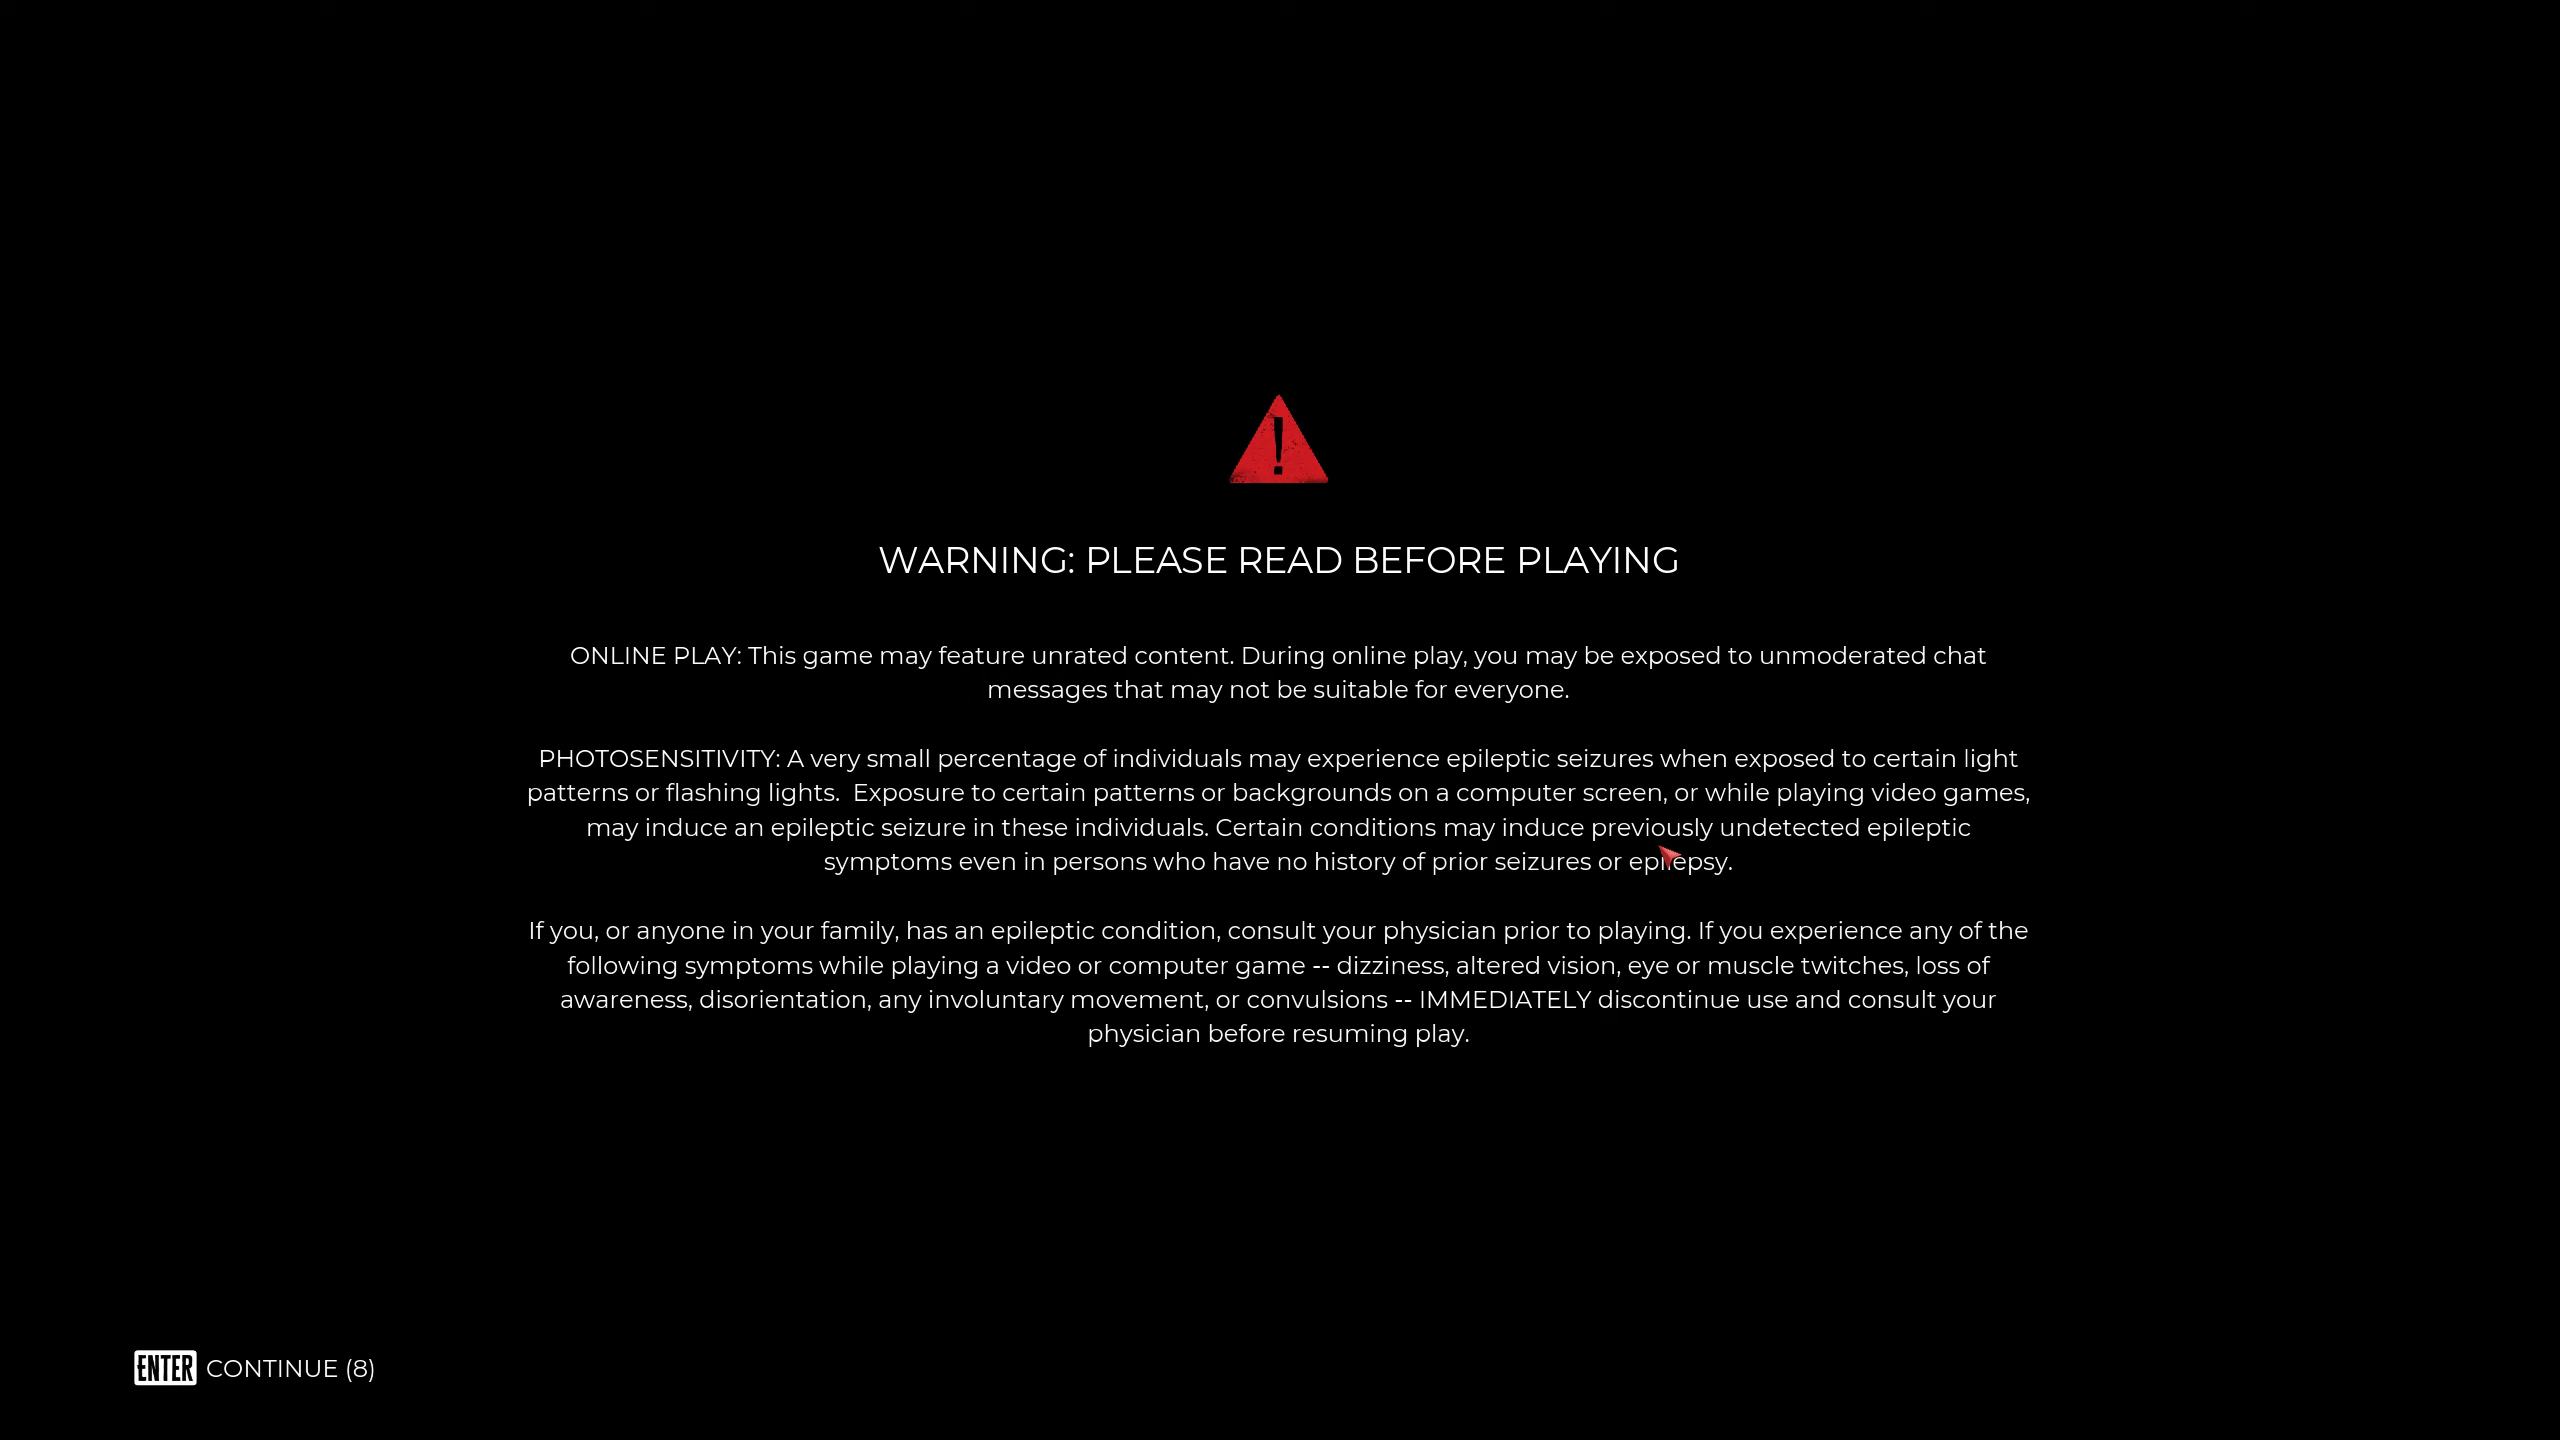 WARNING: PLEASE READ BEFORE PLAYING
ONLINE PLAY: This game may feature unrated content. During online play, you may be exposed to unmoderated chat
messages that may not be suitable for everyone.
PHOTOSENSITIVITY: A very small percentage of individuals may experience epileptic seizures when exposed to certain light
patterns or flashing lights.  Exposure to certain patterns or backgrounds on a computer screen, or while playing video games,
may induce an epileptic seizure in these individuals. Certain conditions may induce previously undetected epileptic
symptoms even in persons who have no history of prior seizures or epilepsy.
If you, or anyone in your family, has an epileptic condition, consult your physician prior to playing. If you experience any of the
following symptoms while playing a video or computer game -- dizziness, altered vision, eye or muscle twitches, loss of
awareness, disorientation, any involuntary movement, or convulsions -- IMMEDIATELY discontinue use and consult your
physician before resuming play.
ENTER CONTINUE (8)